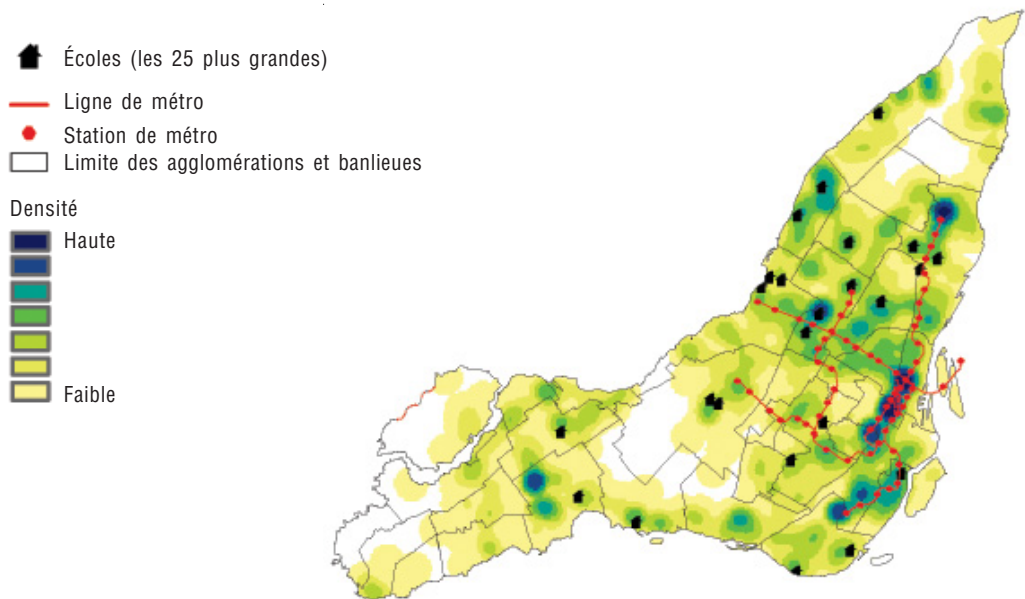 Écoles (les 25 plus grandes)
Ligne de métro
Station de métro
Limite des agglomérations et banlieues
Densité
Haute
Faible